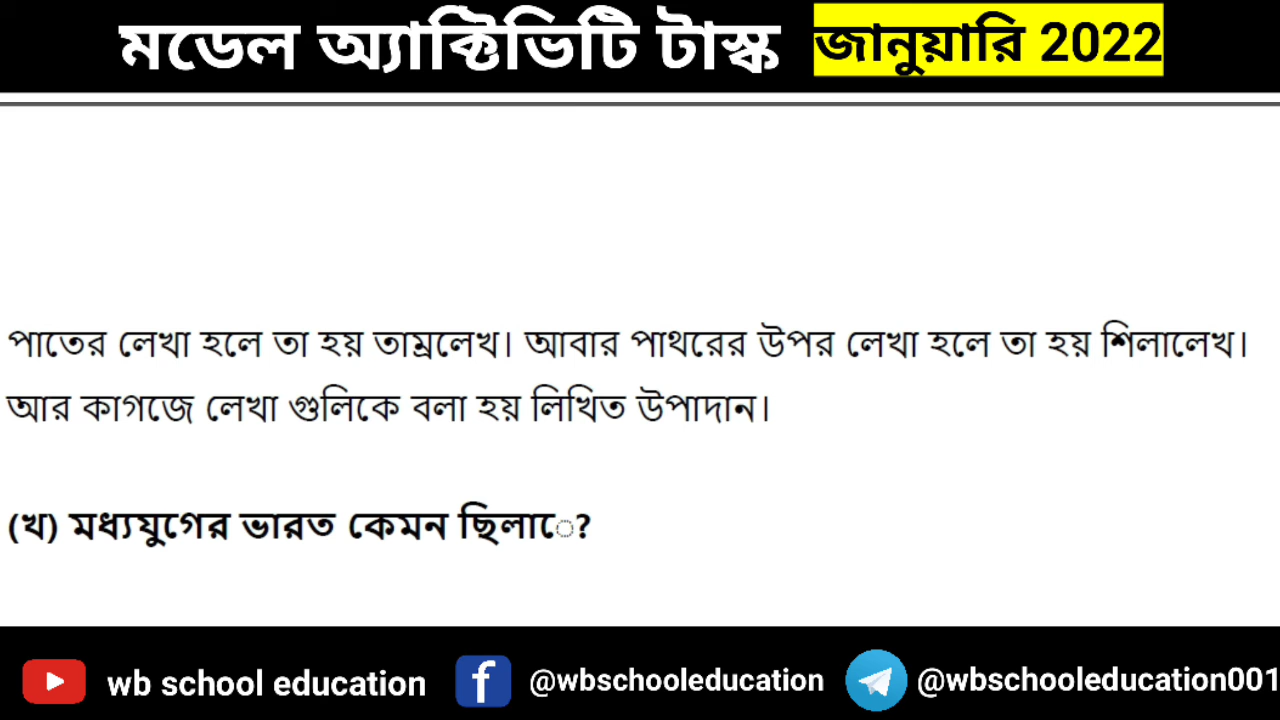 মডেল অ্যাক্টিভিটি টাস্ক জানুয়ারি 2022
পাতের লেখা হলে তা হয় তাম্রলেখ। আবার পাথরের উপর লেখা হলে তা হয় শিলালেখ।
আর কাগজে লেখা গুলিকে বলা হয় লিখিত উপাদান।
(খ) মধ্যযুগের ভারত কেমন ছিলাে?
wb school education @wbschooleducation @wbschooleducation001